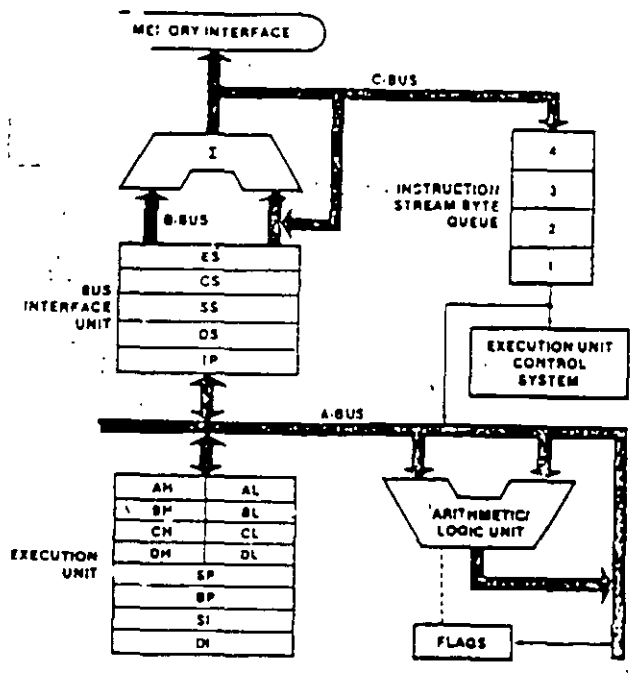 MEMORY INTERFACE
C-BUS
Σ
B-BUS
4
3
2
1
INSTRUCTION
STREAM BYTE
QUEUE
ES
CS
SS
DS
IP
BUS
INTERFACE
UNIT
EXECUTION UNIT
CONTROL
SYSTEM
A-BUS
AH AL
BH BL
CH CL
DH DL
SP
BP
SI
DI
EXECUTION
UNIT
ARITHMETIC/
LOGIC UNIT
FLAGS